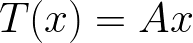 T(x) = Ax